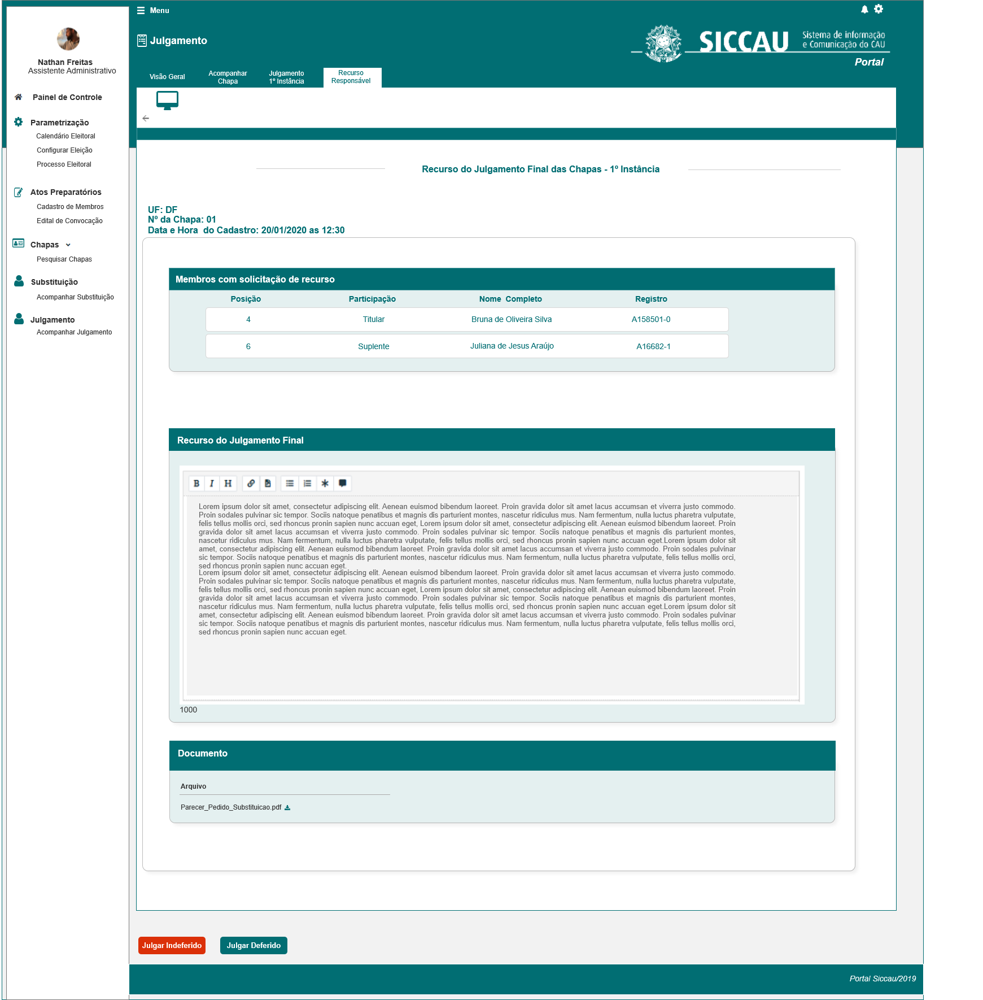 Menu
Julgamento
SICCAU
Sistema de informação
e Comunicação do CAU
Portal
Nathan Freitas
Assistente Administrativo
Painel de Controle
Parametrização
Calendário Eleitoral
Configurar Eleição
Processo Eleitoral
Atos Preparatórios
Cadastro de Membros
Edital de Convocação
Chapas
Pesquisar Chapas
Substituição
Acompanhar Substituição
Julgamento
Acompanhar Julgamento
Visão Geral
Acompanhar
Chapa
Julgamento
1º Instância
Recurso
Responsável
Recurso do Julgamento Final das Chapas - 1º Instância
UF: DF
Nº da Chapa: 01
Data e Hora  do Cadastro: 20/01/2020 as 12:30
Membros com solicitação de recurso
Posição Participação Nome  Completo Registro
4 Titular Bruna de Oliveira Silva A158501-0
6 Suplente Juliana de Jesus Araújo A16682-1
Recurso do Julgamento Final
B I H
Lorem ipsum dolor sit amet, consectetur adipiscing elit. Aenean euismod bibendum laoreet. Proin gravida dolor sit amet lacus accumsan et viverra justo commodo.
Proin sodales pulvinar sic tempor. Sociis natoque penatibus et magnis dis parturient montes, nascetur ridiculus mus. Nam fermentum, nulla luctus pharetra vulputate,
felis tellus mollis orci, sed rhoncus pronin sapien nunc accuan eget, Lorem ipsum dolor sit amet, consectetur adipiscing elit. Aenean euismod bibendum laoreet. Proin
gravida dolor sit amet lacus accumsan et viverra justo commodo. Proin sodales pulvinar sic tempor. Sociis natoque penatibus et magnis dis parturient montes,
nascetur ridiculus mus. Nam fermentum, nulla luctus pharetra vulputate, felis tellus mollis orci, sed rhoncus pronin sapien nunc accuan eget.Lorem ipsum dolor sit
amet, consectetur adipiscing elit. Aenean euismod bibendum laoreet. Proin gravida dolor sit amet lacus accumsan et viverra justo commodo. Proin sodales pulvinar
sic tempor. Sociis natoque penatibus et magnis dis parturient montes, nascetur ridiculus mus. Nam fermentum, nulla luctus pharetra vulputate, felis tellus mollis orci,
sed rhoncus pronin sapien nunc accuan eget.
Lorem ipsum dolor sit amet, consectetur adipiscing elit. Aenean euismod bibendum laoreet. Proin gravida dolor sit amet lacus accumsan et viverra justo commodo.
Proin sodales pulvinar sic tempor. Sociis natoque penatibus et magnis dis parturient montes, nascetur ridiculus mus. Nam fermentum, nulla luctus pharetra vulputate,
felis tellus mollis orci, sed rhoncus pronin sapien nunc accuan eget, Lorem ipsum dolor sit amet, consectetur adipiscing elit. Aenean euismod bibendum laoreet. Proin
gravida dolor sit amet lacus accumsan et viverra justo commodo. Proin sodales pulvinar sic tempor. Sociis natoque penatibus et magnis dis parturient montes,
nascetur ridiculus mus. Nam fermentum, nulla luctus pharetra vulputate, felis tellus mollis orci, sed rhoncus pronin sapien nunc accuan eget.Lorem ipsum dolor sit
amet, consectetur adipiscing elit. Aenean euismod bibendum laoreet. Proin gravida dolor sit amet lacus accumsan et viverra justo commodo. Proin sodales pulvinar
sic tempor. Sociis natoque penatibus et magnis dis parturient montes, nascetur ridiculus mus. Nam fermentum, nulla luctus pharetra vulputate, felis tellus mollis orci,
sed rhoncus pronin sapien nunc accuan eget.
1000
Documento
Arquivo
Parecer_Pedido_Substituicao.pdf
Julgar Indeferido
Julgar Deferido
Portal Siccau/2019